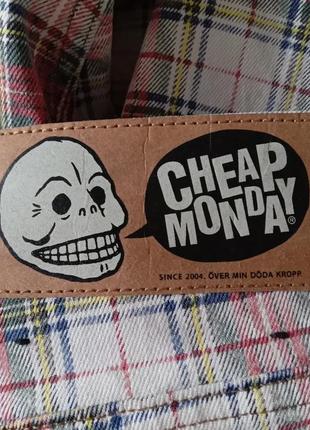 CHEAP
MONDAY®
SINCE 2004. ÖVER MIN DÖDA KROPP.